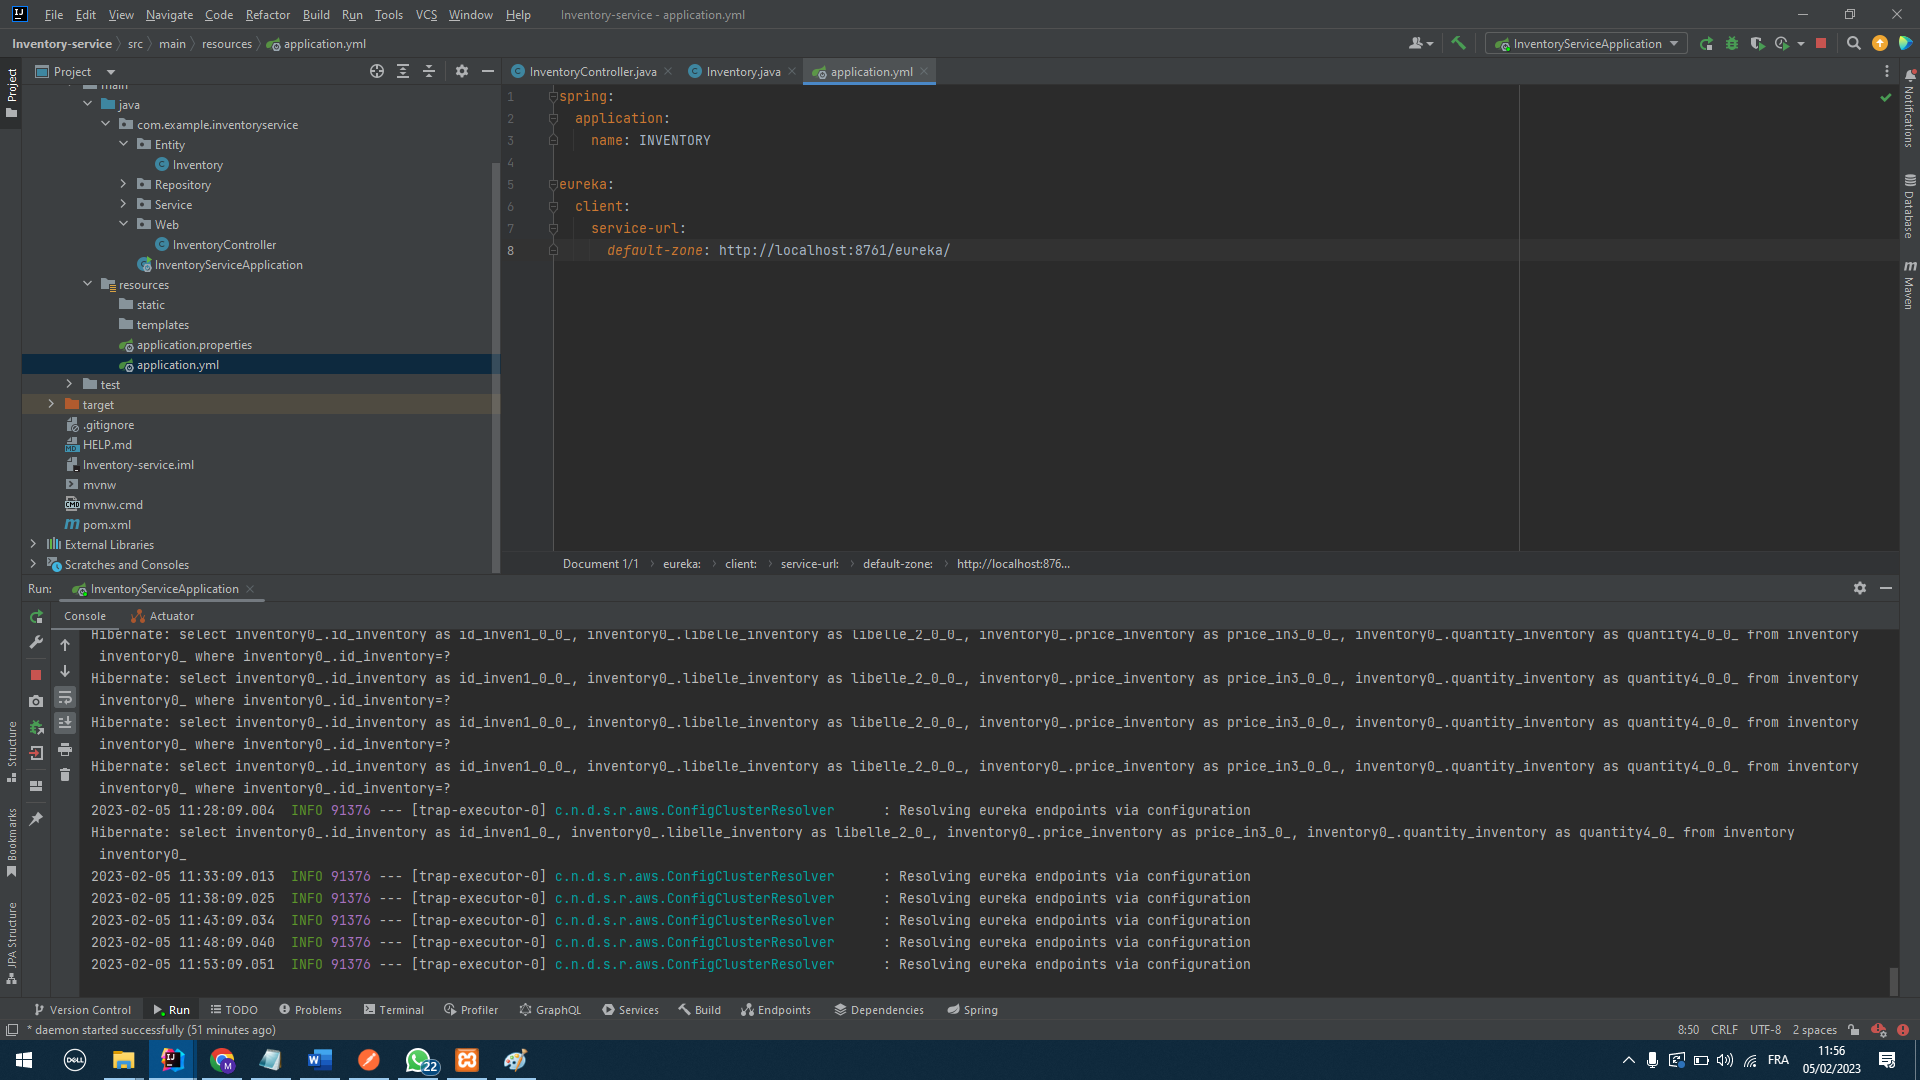 File Edit View Navigate Code Refactor Build Run Tools VCS Window Help Inventory-service - application.yml
Inventory-service src main resources application.yml InventoryServiceApplication
Project InventoryController.java Inventory.java application.yml
main
java
com.example.inventoryservice
Entity
Inventory
Repository
Service
Web
InventoryController
InventoryServiceApplication
resources
static
templates
application.properties
application.yml
test
target
.gitignore
HELP.md
Inventory-service.iml
mvnw
mvnw.cmd
pom.xml
External Libraries
Scratches and Consoles
1 spring:
2 application:
3 name: INVENTORY
4
5 eureka:
6 client:
7 service-url:
8 default-zone: http://localhost:8761/eureka/
Document 1/1 eureka: client: service-url: default-zone: http://localhost:876...
Project
Structure
Bookmarks
JPA Structure
Notifications
Database
Maven
Run: InventoryServiceApplication
Console Actuator
Hibernate: select inventory0_.id_inventory as id_inven1_0_0_, inventory0_.libelle_inventory as libelle_2_0_0_, inventory0_.price_inventory as price_in3_0_0_, inventory0_.quantity_inventory as quantity4_0_0_ from inventory
inventory0_ where inventory0_.id_inventory=?
Hibernate: select inventory0_.id_inventory as id_inven1_0_0_, inventory0_.libelle_inventory as libelle_2_0_0_, inventory0_.price_inventory as price_in3_0_0_, inventory0_.quantity_inventory as quantity4_0_0_ from inventory
inventory0_ where inventory0_.id_inventory=?
Hibernate: select inventory0_.id_inventory as id_inven1_0_0_, inventory0_.libelle_inventory as libelle_2_0_0_, inventory0_.price_inventory as price_in3_0_0_, inventory0_.quantity_inventory as quantity4_0_0_ from inventory
inventory0_ where inventory0_.id_inventory=?
Hibernate: select inventory0_.id_inventory as id_inven1_0_0_, inventory0_.libelle_inventory as libelle_2_0_0_, inventory0_.price_inventory as price_in3_0_0_, inventory0_.quantity_inventory as quantity4_0_0_ from inventory
inventory0_ where inventory0_.id_inventory=?
2023-02-05 11:28:09.004 INFO 91376 --- [trap-executor-0] c.n.d.s.r.aws.ConfigClusterResolver : Resolving eureka endpoints via configuration
Hibernate: select inventory0_.id_inventory as id_inven1_0_, inventory0_.libelle_inventory as libelle_2_0_, inventory0_.price_inventory as price_in3_0_, inventory0_.quantity_inventory as quantity4_0_ from inventory
inventory0_
2023-02-05 11:33:09.013 INFO 91376 --- [trap-executor-0] c.n.d.s.r.aws.ConfigClusterResolver : Resolving eureka endpoints via configuration
2023-02-05 11:38:09.025 INFO 91376 --- [trap-executor-0] c.n.d.s.r.aws.ConfigClusterResolver : Resolving eureka endpoints via configuration
2023-02-05 11:43:09.034 INFO 91376 --- [trap-executor-0] c.n.d.s.r.aws.ConfigClusterResolver : Resolving eureka endpoints via configuration
2023-02-05 11:48:09.040 INFO 91376 --- [trap-executor-0] c.n.d.s.r.aws.ConfigClusterResolver : Resolving eureka endpoints via configuration
2023-02-05 11:53:09.051 INFO 91376 --- [trap-executor-0] c.n.d.s.r.aws.ConfigClusterResolver : Resolving eureka endpoints via configuration
Version Control Run TODO Problems Terminal Profiler GraphQL Services Build Endpoints Dependencies Spring
* daemon started successfully (51 minutes ago) 8:50 CRLF UTF-8 2 spaces
DELL 22 FRA 11:56
05/02/2023